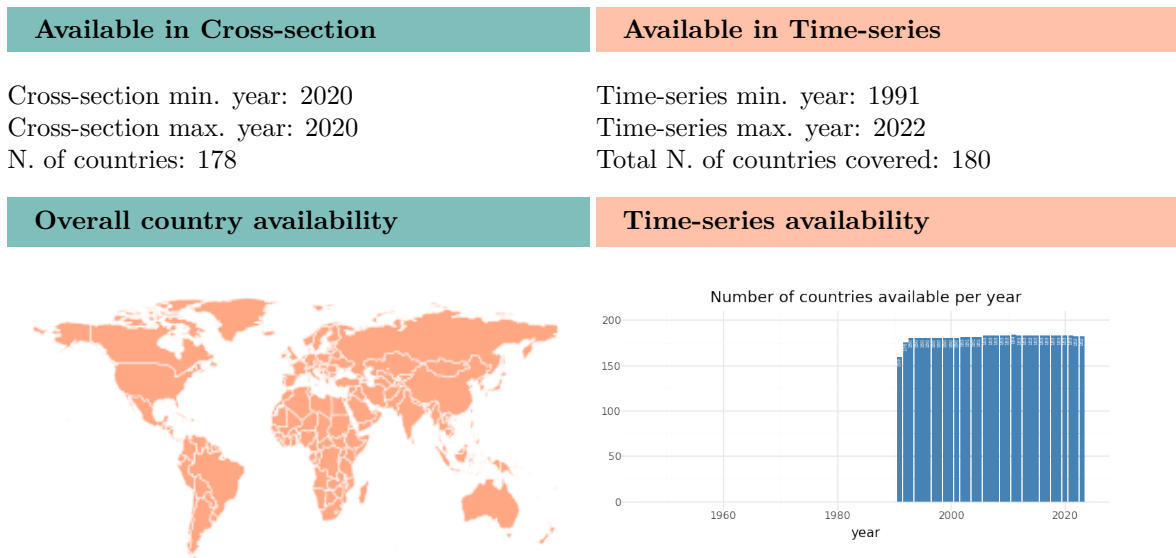 Available in Cross-section
Available in Time-series
Cross-section min. year: 2020
Cross-section max. year: 2020
N. of countries: 178
Time-series min. year: 1991
Time-series max. year: 2022
Total N. of countries covered: 180
Overall country availability
Time-series availability
Number of countries available per year
200
150
100
50
0
1960
1980
2000
2020
year